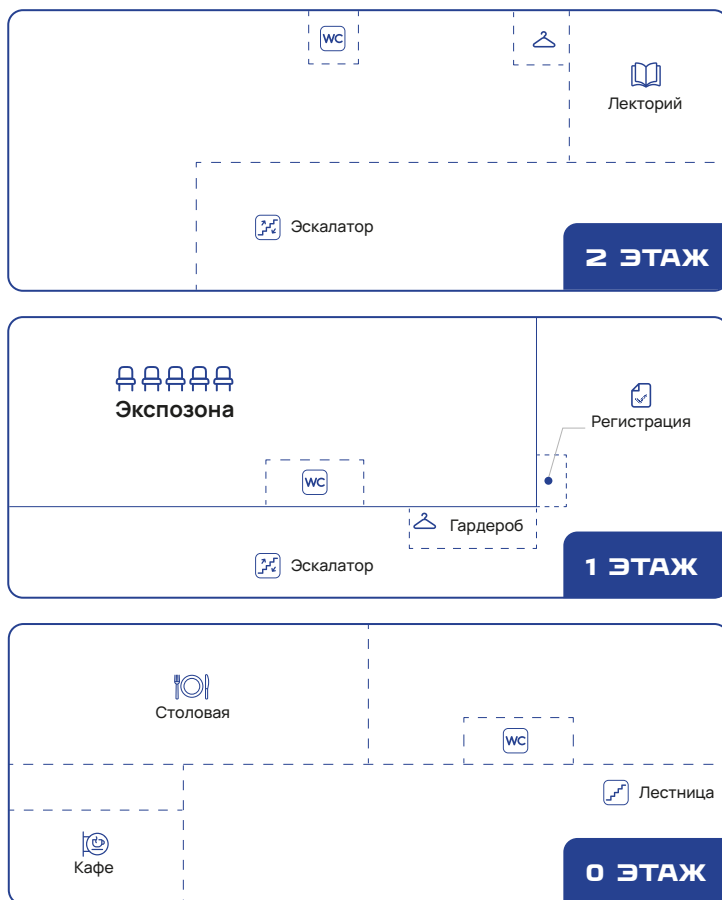 WC
Лекторий
Эскалатор
2 ЭТАЖ
Экспозона
Регистрация
WC
Гардероб
Эскалатор
1 ЭТАЖ
Столовая
WC
Лестница
Кафе
0 ЭТАЖ